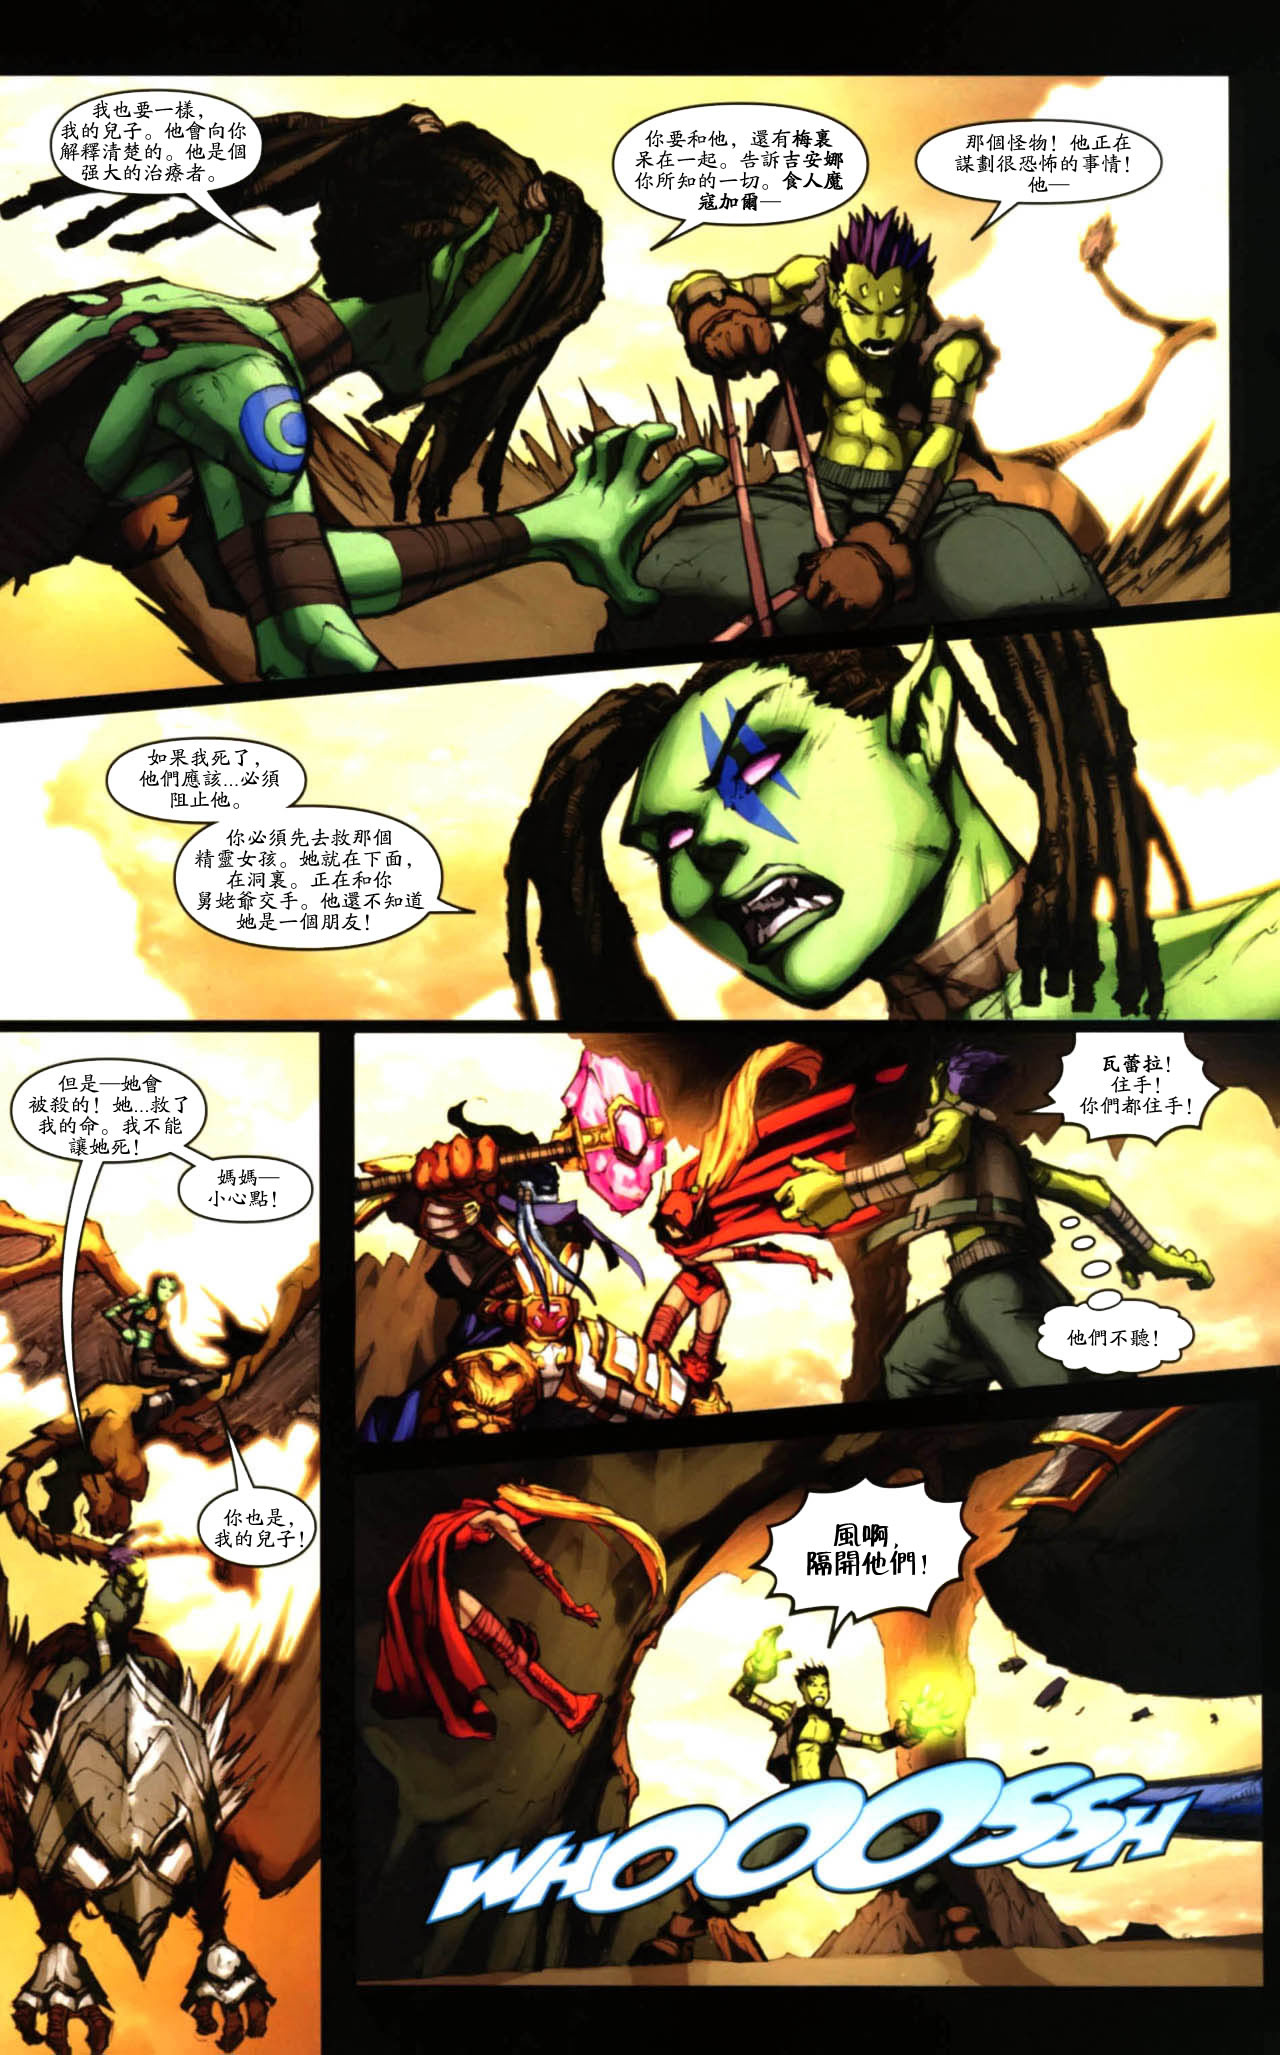 我也要一樣，
我的兒子。他會向你
解釋清楚的。他是個
强大的治療者。
你要和他，還有梅裏
呆在一起。告訴吉安娜
你所知的一切。食人魔
寇加爾—
那個怪物！他正在
謀劃很恐怖的事情！
他—
如果我死了，
他們應該...必須
阻止他。
你必須先去救那個
精靈女孩。她就在下面，
在洞裏。正在和你
舅姥爺交手。他還不知道
她是一個朋友！
但是—她會
被殺的！她...救了
我的命。我不能
讓她死！
媽媽—
小心點！
你也是，
我的兒子！
瓦蕾拉！
住手！
你們都住手！
他們不聽！
風啊，
隔開他們！
WHOOOOSSSH